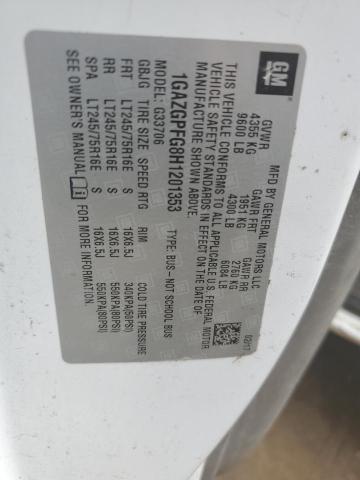 GM
MFD BY GENERAL MOTORS LLC
02/17
GVWR GAWR FRT GAWR RR
4355 KG 1951 KG 2760 KG
9600 LB 4300 LB 6084 LB
THIS VEHICLE CONFORMS TO ALL APPLICABLE U.S. FEDERAL MOTOR
VEHICLE SAFETY STANDARDS IN EFFECT ON THE DATE OF
MANUFACTURE SHOWN ABOVE.
1GAZGPFG8H1201353 TYPE: BUS-NOT SCHOOL BUS
MODEL: G33706
GBJG TIRE SIZE SPEED RTG RIM COLD TIRE PRESSURE
FRT LT245/75R16E S 16X6.5J 340KPA(50PSI)
RR LT245/75R16E S 16X6.5J 550KPA(80PSI)
SPA LT245/75R16E S 16X6.5J 550KPA(80PSI)
SEE OWNER'S MANUAL i FOR MORE INFORMATION.